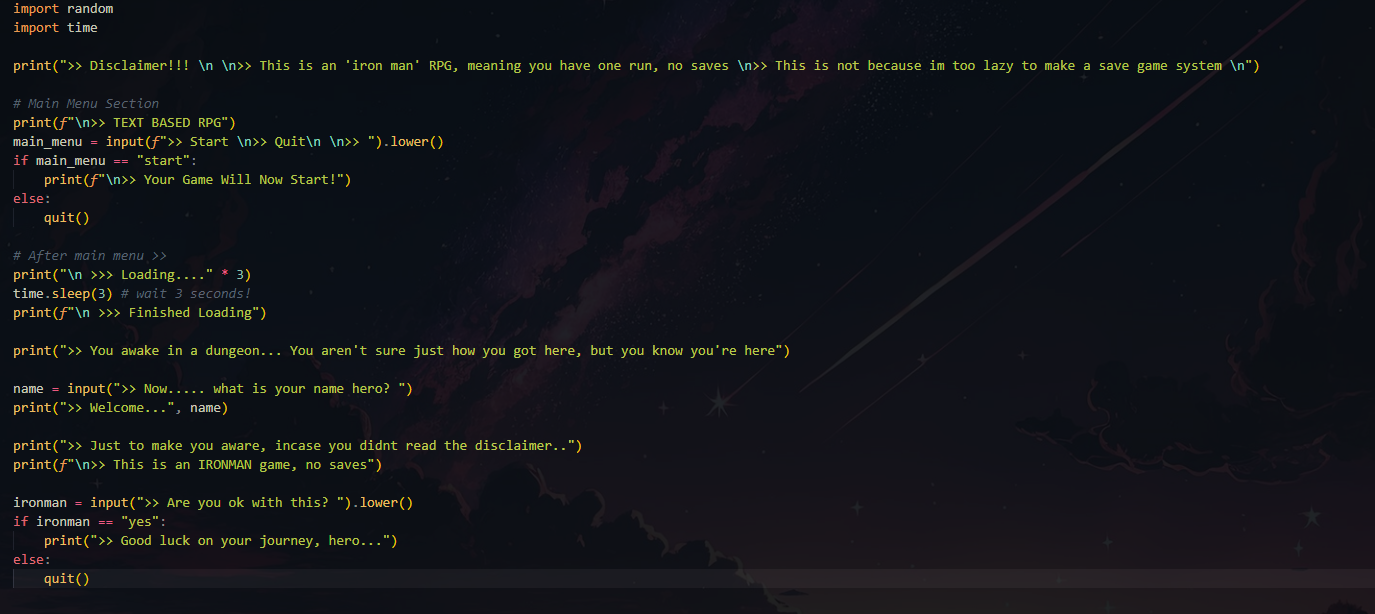 import random
import time
print(">> Disclaimer!!! \n \n>> This is an 'iron man' RPG, meaning you have one run, no saves \n>> This is not because im too lazy to make a save game system \n")
# Main Menu Section
print(f"\n>> TEXT BASED RPG")
main_menu = input(f">> Start \n>> Quit\n \n>> ").lower()
if main_menu == "start":
    print(f"\n>> Your Game Will Now Start!")
else:
    quit()
# After main menu >>
print("\n >>> Loading...." * 3)
time.sleep(3) # wait 3 seconds!
print(f"\n >>> Finished Loading")
print(">> You awake in a dungeon... You aren't sure just how you got here, but you know you're here")
name = input(">> Now..... what is your name hero? ")
print(">> Welcome...", name)
print(">> Just to make you aware, incase you didnt read the disclaimer..")
print(f"\n>> This is an IRONMAN game, no saves")
ironman = input(">> Are you ok with this? ").lower()
if ironman == "yes":
    print(">> Good luck on your journey, hero...")
else:
    quit()